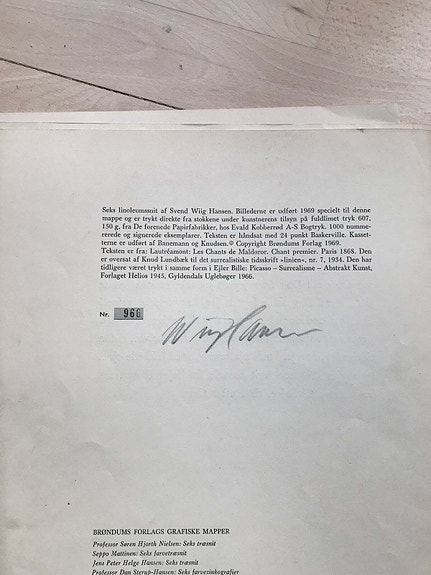 Seks linoleumssnit af Svend Wiig Hansen. Billederne er udført 1969 specielt til denne
mappe og er trykt direkte fra stokkene under kunstnerens tilsyn på fuldlimet tryk 607,
150 g, fra De forenede Papirfabrikker, hos Evald Kobberrød A-S Bogtryk. 1000 numme-
rerede og signerede eksemplarer. Teksten er håndsat med 24 punkt Baskerville. Kasset-
terne er udført af Banemann og Knudsen.© Copyright Brøndums Forlag 1969.
Teksten er fra: Lautréamont: Les Chants de Maldoror. Chant premier. Paris 1868. Den
er oversat af Knud Lundbæk til det surrealistiske tidsskrift »linien«, nr. 7, 1934. Den har
tidligere været trykt i samme form i Ejler Bille: Picasso – Surrealisme – Abstrakt Kunst,
Forlaget Helios 1945, Gyldendals Uglebøger 1966.
Nr. 966
Wiig Hansen
BRØNDUMS FORLAGS GRAFISKE MAPPER
Professor Søren Hjorth Nielsen: Seks træsnit
Seppo Mattinen: Seks farvetræsnit
Jens Peter Helge Hansen: Seks træsnit
Professor Dan Sterup-Hansen: Seks farvezinkografier